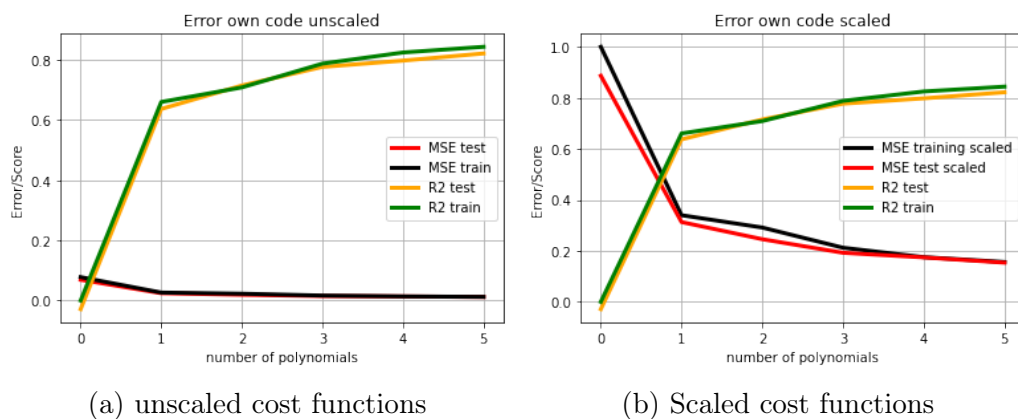 Error own code unscaled
Error/Score
0.8
0.6
0.4
0.2
0.0
MSE test
MSE train
R2 test
R2 train
0 1 2 3 4 5
number of polynomials
(a) unscaled cost functions
Error own code scaled
Error/Score
1.0
0.8
0.6
0.4
0.2
0.0
MSE training scaled
MSE test scaled
R2 test
R2 train
0 1 2 3 4 5
number of polynomials
(b) Scaled cost functions